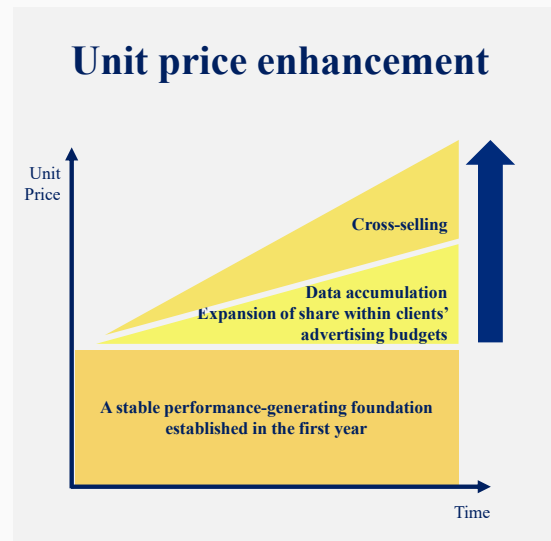 Unit price enhancement
Unit
Price
Cross-selling
Data accumulation
Expansion of share within clients’
advertising budgets
A stable performance-generating foundation
established in the first year
Time